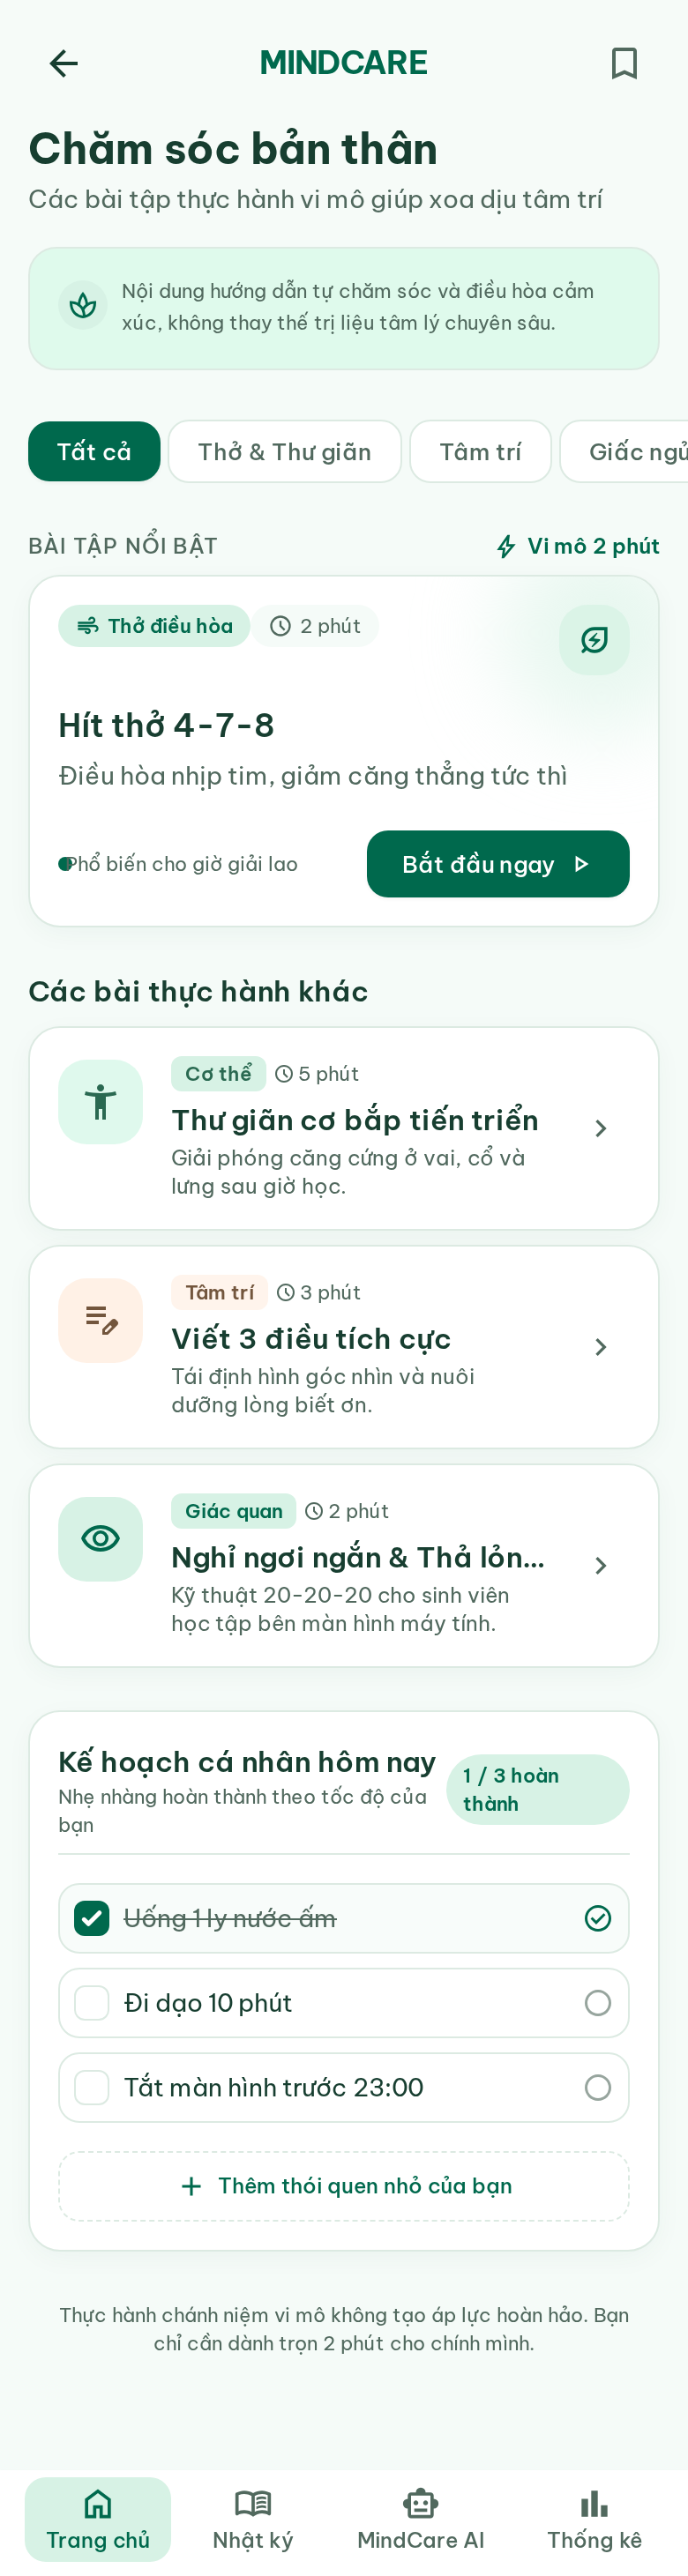 MINDCARE
Chăm sóc bản thân
Các bài tập thực hành vi mô giúp xoa dịu tâm trí
Nội dung hướng dẫn tự chăm sóc và điều hòa cảm
xúc, không thay thế trị liệu tâm lý chuyên sâu.
Tất cả
Thở & Thư giãn
Tâm trí
Giấc ngủ
BÀI TẬP NỔI BẬT
Vi mô 2 phút
Thở điều hòa
2 phút
Hít thở 4-7-8
Điều hòa nhịp tim, giảm căng thẳng tức thì
Phổ biến cho giờ giải lao
Bắt đầu ngay
Các bài thực hành khác
Cơ thể
5 phút
Thư giãn cơ bắp tiến triển
Giải phóng căng cứng ở vai, cổ và
lưng sau giờ học.
Tâm trí
3 phút
Viết 3 điều tích cực
Tái định hình góc nhìn và nuôi
dưỡng lòng biết ơn.
Giác quan
2 phút
Nghỉ ngơi ngắn & Thả lỏn...
Kỹ thuật 20-20-20 cho sinh viên
học tập bên màn hình máy tính.
Kế hoạch cá nhân hôm nay
Nhẹ nhàng hoàn thành theo tốc độ của
bạn
1 / 3 hoàn
thành
Uống 1 ly nước ấm
Đi dạo 10 phút
Tắt màn hình trước 23:00
Thêm thói quen nhỏ của bạn
Thực hành chánh niệm vi mô không tạo áp lực hoàn hảo. Bạn
chỉ cần dành trọn 2 phút cho chính mình.
Trang chủ
Nhật ký
MindCare AI
Thống kê